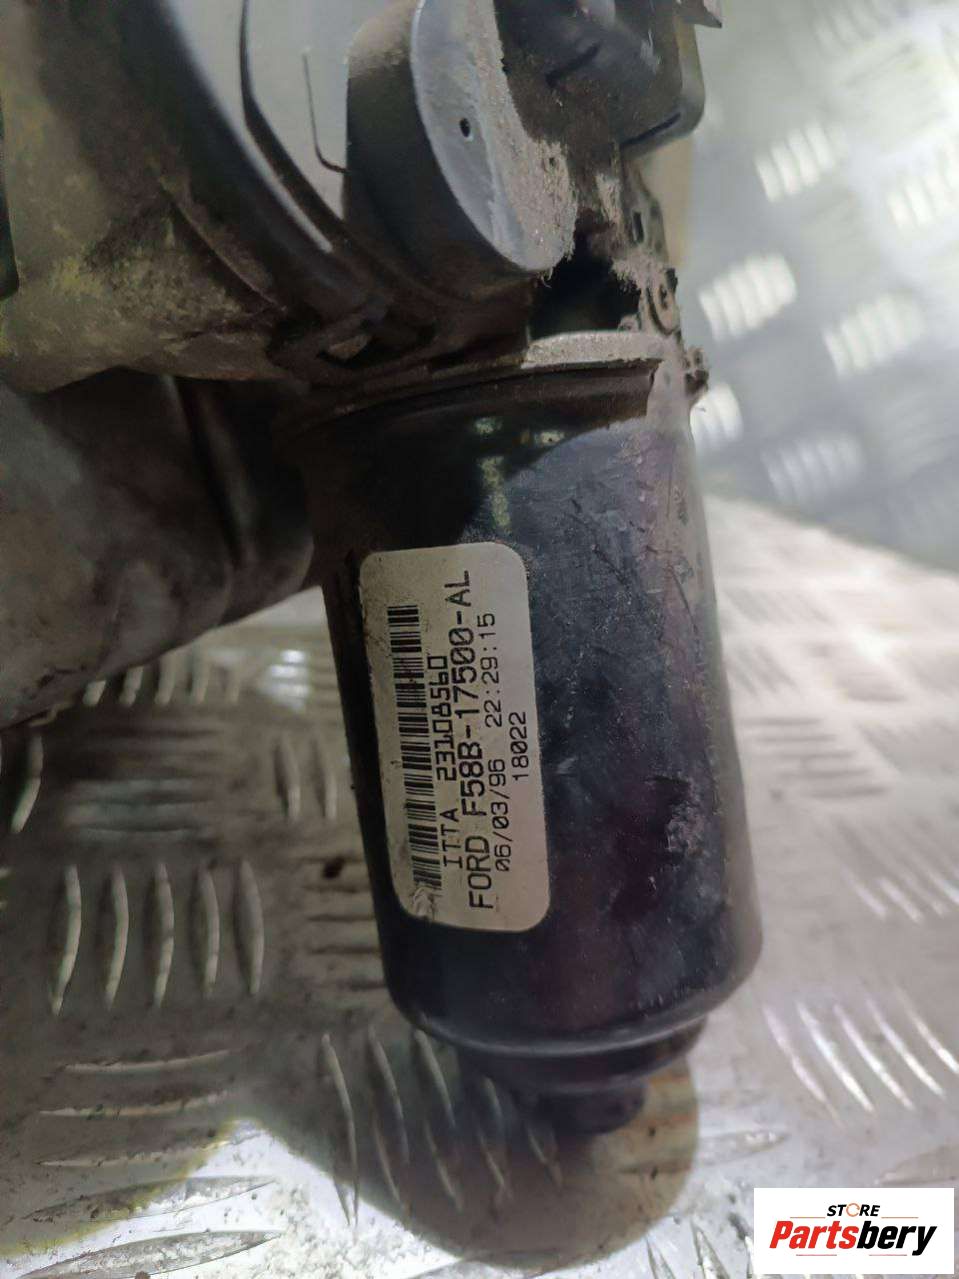 ITTA 23108560
FORD F58B-17500-AL
06/03/96 22:29:15
18022
STORE
Partsbery